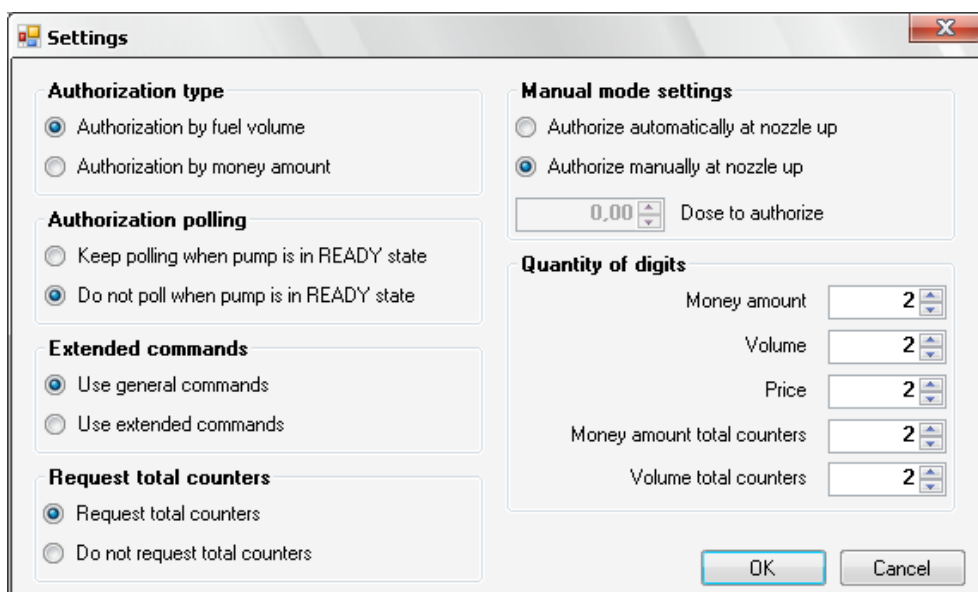 Settings
Authorization type
Authorization by fuel volume
Authorization by money amount
Authorization polling
Keep polling when pump is in READY state
Do not poll when pump is in READY state
Extended commands
Use general commands
Use extended commands
Request total counters
Request total counters
Do not request total counters
Manual mode settings
Authorize automatically at nozzle up
Authorize manually at nozzle up
0,00 Dose to authorize
Quantity of digits
Money amount 2
Volume 2
Price 2
Money amount total counters 2
Volume total counters 2
OK Cancel